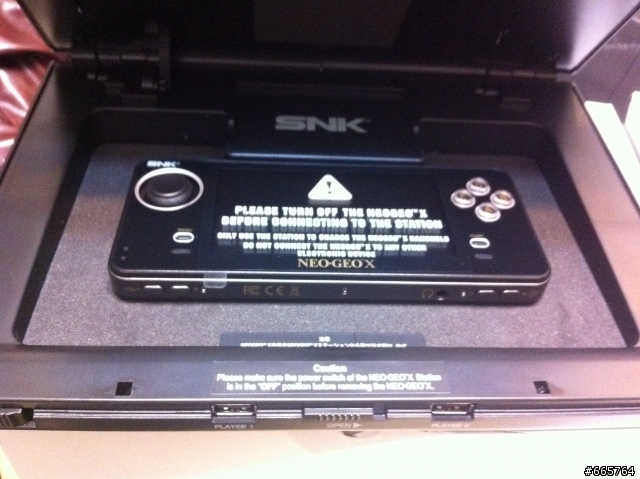 SNK
SNK
PLEASE TURN OFF THE NEOGEO X
BEFORE CONNECTING TO THE STATION
ONLY USE THE STATION TO CHARGE THE NEOGEO X HANDHELD
DO NOT CONNECT THE NEOGEO X TO ANY OTHER
ELECTRONIC DEVICE
NEO-GEO X
FC CE
Caution
Please make sure the power switch of the NEO-GEO X Station
is in the "OFF" position before removing the NEO-GEO X.
PLAYER 1
OPEN
PLAYER 2
#665764